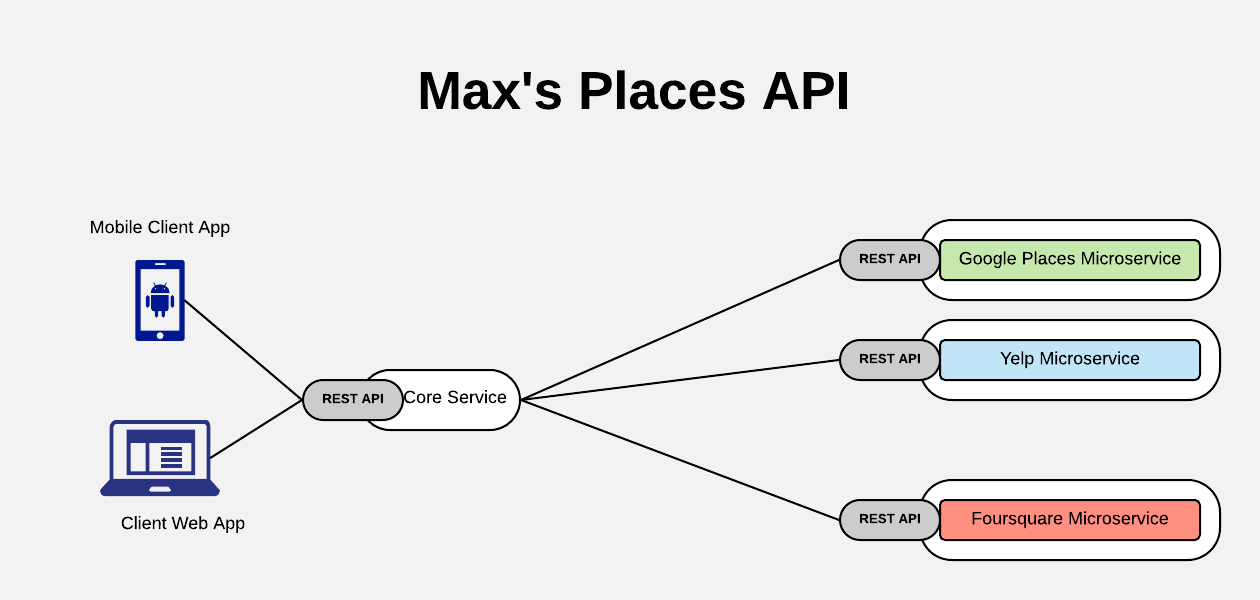 Max's Places API
Mobile Client App
Client Web App
REST API
Core Service
REST API
Google Places Microservice
REST API
Yelp Microservice
REST API
Foursquare Microservice